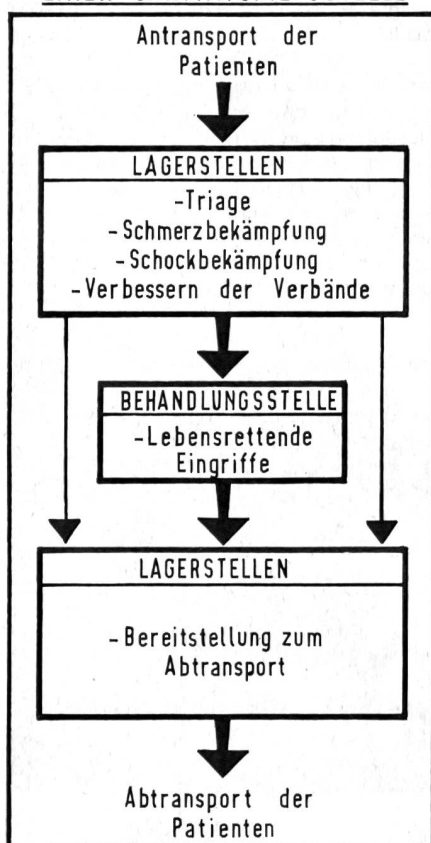 Antransport der
Patienten
LAGERSTELLEN
-Triage
-Schmerzbekämpfung
-Schockbekämpfung
-Verbessern der Verbände
BEHANDLUNGSSTELLE
-Lebensrettende
Eingriffe
LAGERSTELLEN
-Bereitstellung zum
Abtransport
Abtransport der
Patienten